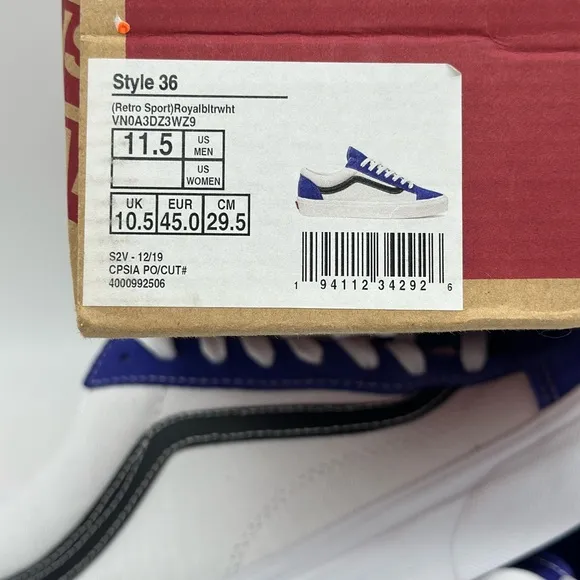 Style 36
(Retro Sport)Royalbltrwht
VN0A3DZ3WZ9
11.5 US MEN
US WOMEN
UK EUR CM
10.5 45.0 29.5
S2V - 12/19
CPSIA PO/CUT#
4000992506
1 94112 34292 6